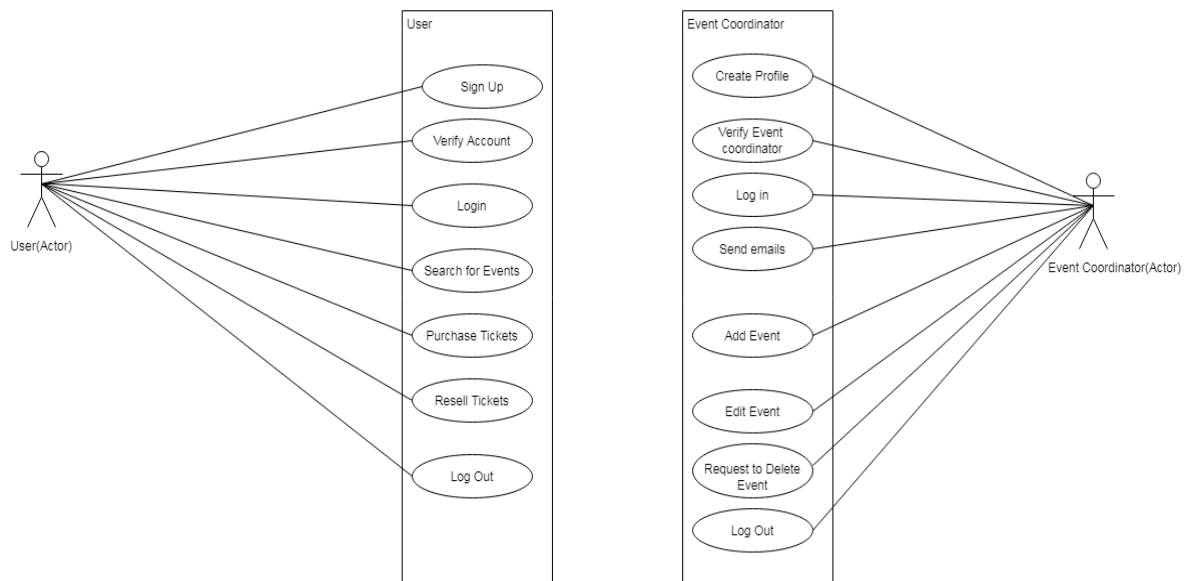 User
Sign Up
Verify Account
Login
Search for Events
Purchase Tickets
Resell Tickets
Log Out
User(Actor)
Event Coordinator
Create Profile
Verify Event
coordinator
Log in
Send emails
Add Event
Edit Event
Request to Delete
Event
Log Out
Event Coordinator(Actor)